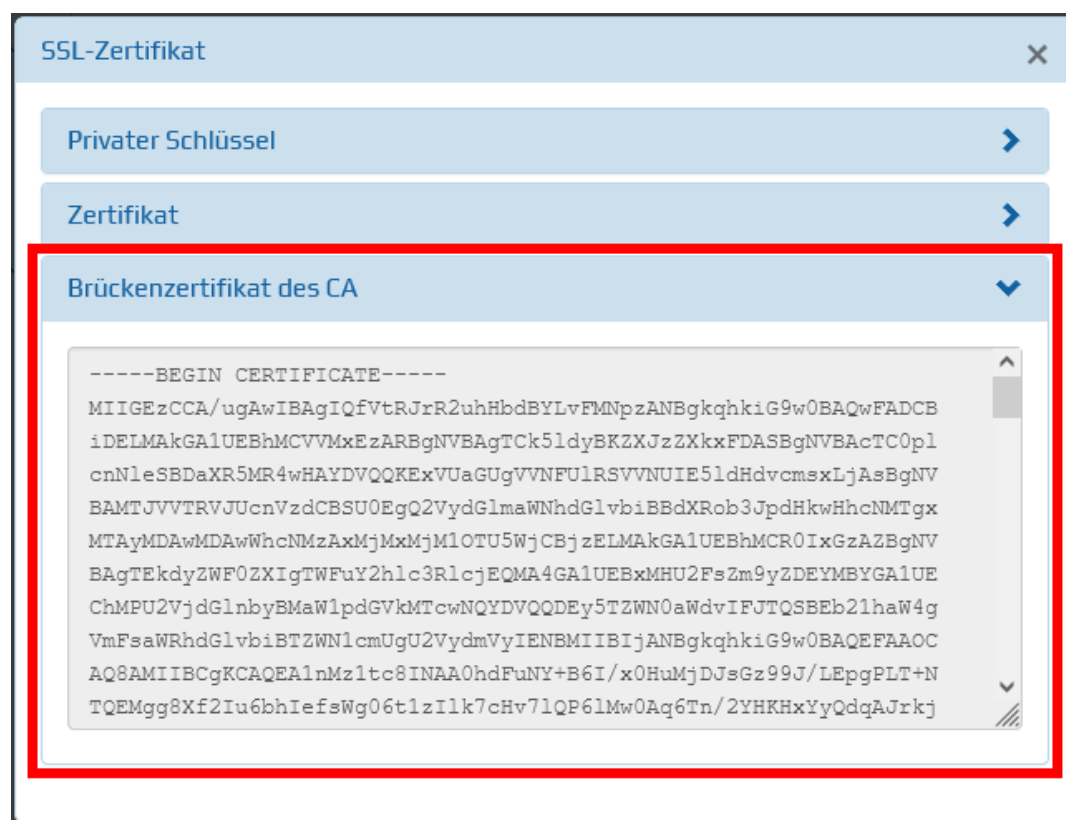 SSL-Zertifikat
Privater Schlüssel
Zertifikat
Brückenzertifikat des CA
-----BEGIN CERTIFICATE-----
MIIGEzCCA/ugAwIBAgIQfVtRJrR2uhHbdBYLvFMNpzANBgkqhkiG9w0BAQwFADCB
iDELMAkGA1UEBhMCVVMxEzARBgNVBAgTCk5ldyBKZXJzZXkxFDASBgNVBAcTC0pl
cnNleSBDaXR5MR4wHAYDVQQKExVUaGUgVVNFUlRSVVNUIE5ldHdvcmsxLjAsBgNV
BAMTJVVTRVJUcnVzdCBSU0EgQ2VydGlmaWNhdGlvbiBBdXRob3JpdHkwHhcNMTgx
MTAyMDAwMDAwWhcNMzAxMjMxMjM1OTU5WjCBjzELMAkGA1UEBhMCR0IxGzAZBgNV
BAgTEkdyZWF0ZXIgTWFuY2hlc3RlcjEQMA4GA1UEBxMHU2FsZm9yZDEYMBYGA1UE
ChMPU2VjdGlnbyBMaW1pdGVkMTcwNQYDVQQDEy5TZWN0aWdvIFJTQSBEb21haW4g
VmFsaWRhdGlvbiBTZWN1cmUgU2VydmVyIENBMIIBIjANBgkqhkiG9w0BAQEFAAOC
AQ8AMIIBCgKCAQEA1nMz1tc8INAA0hdFuNY+B6I/x0HuMjDJsGz99J/LEpgPLT+N
TQEMgg8Xf2Iu6bhIefsWg06t1zIlk7cHv7lQP6lMw0Aq6Tn/2YHKHxYyQdqAJrkj